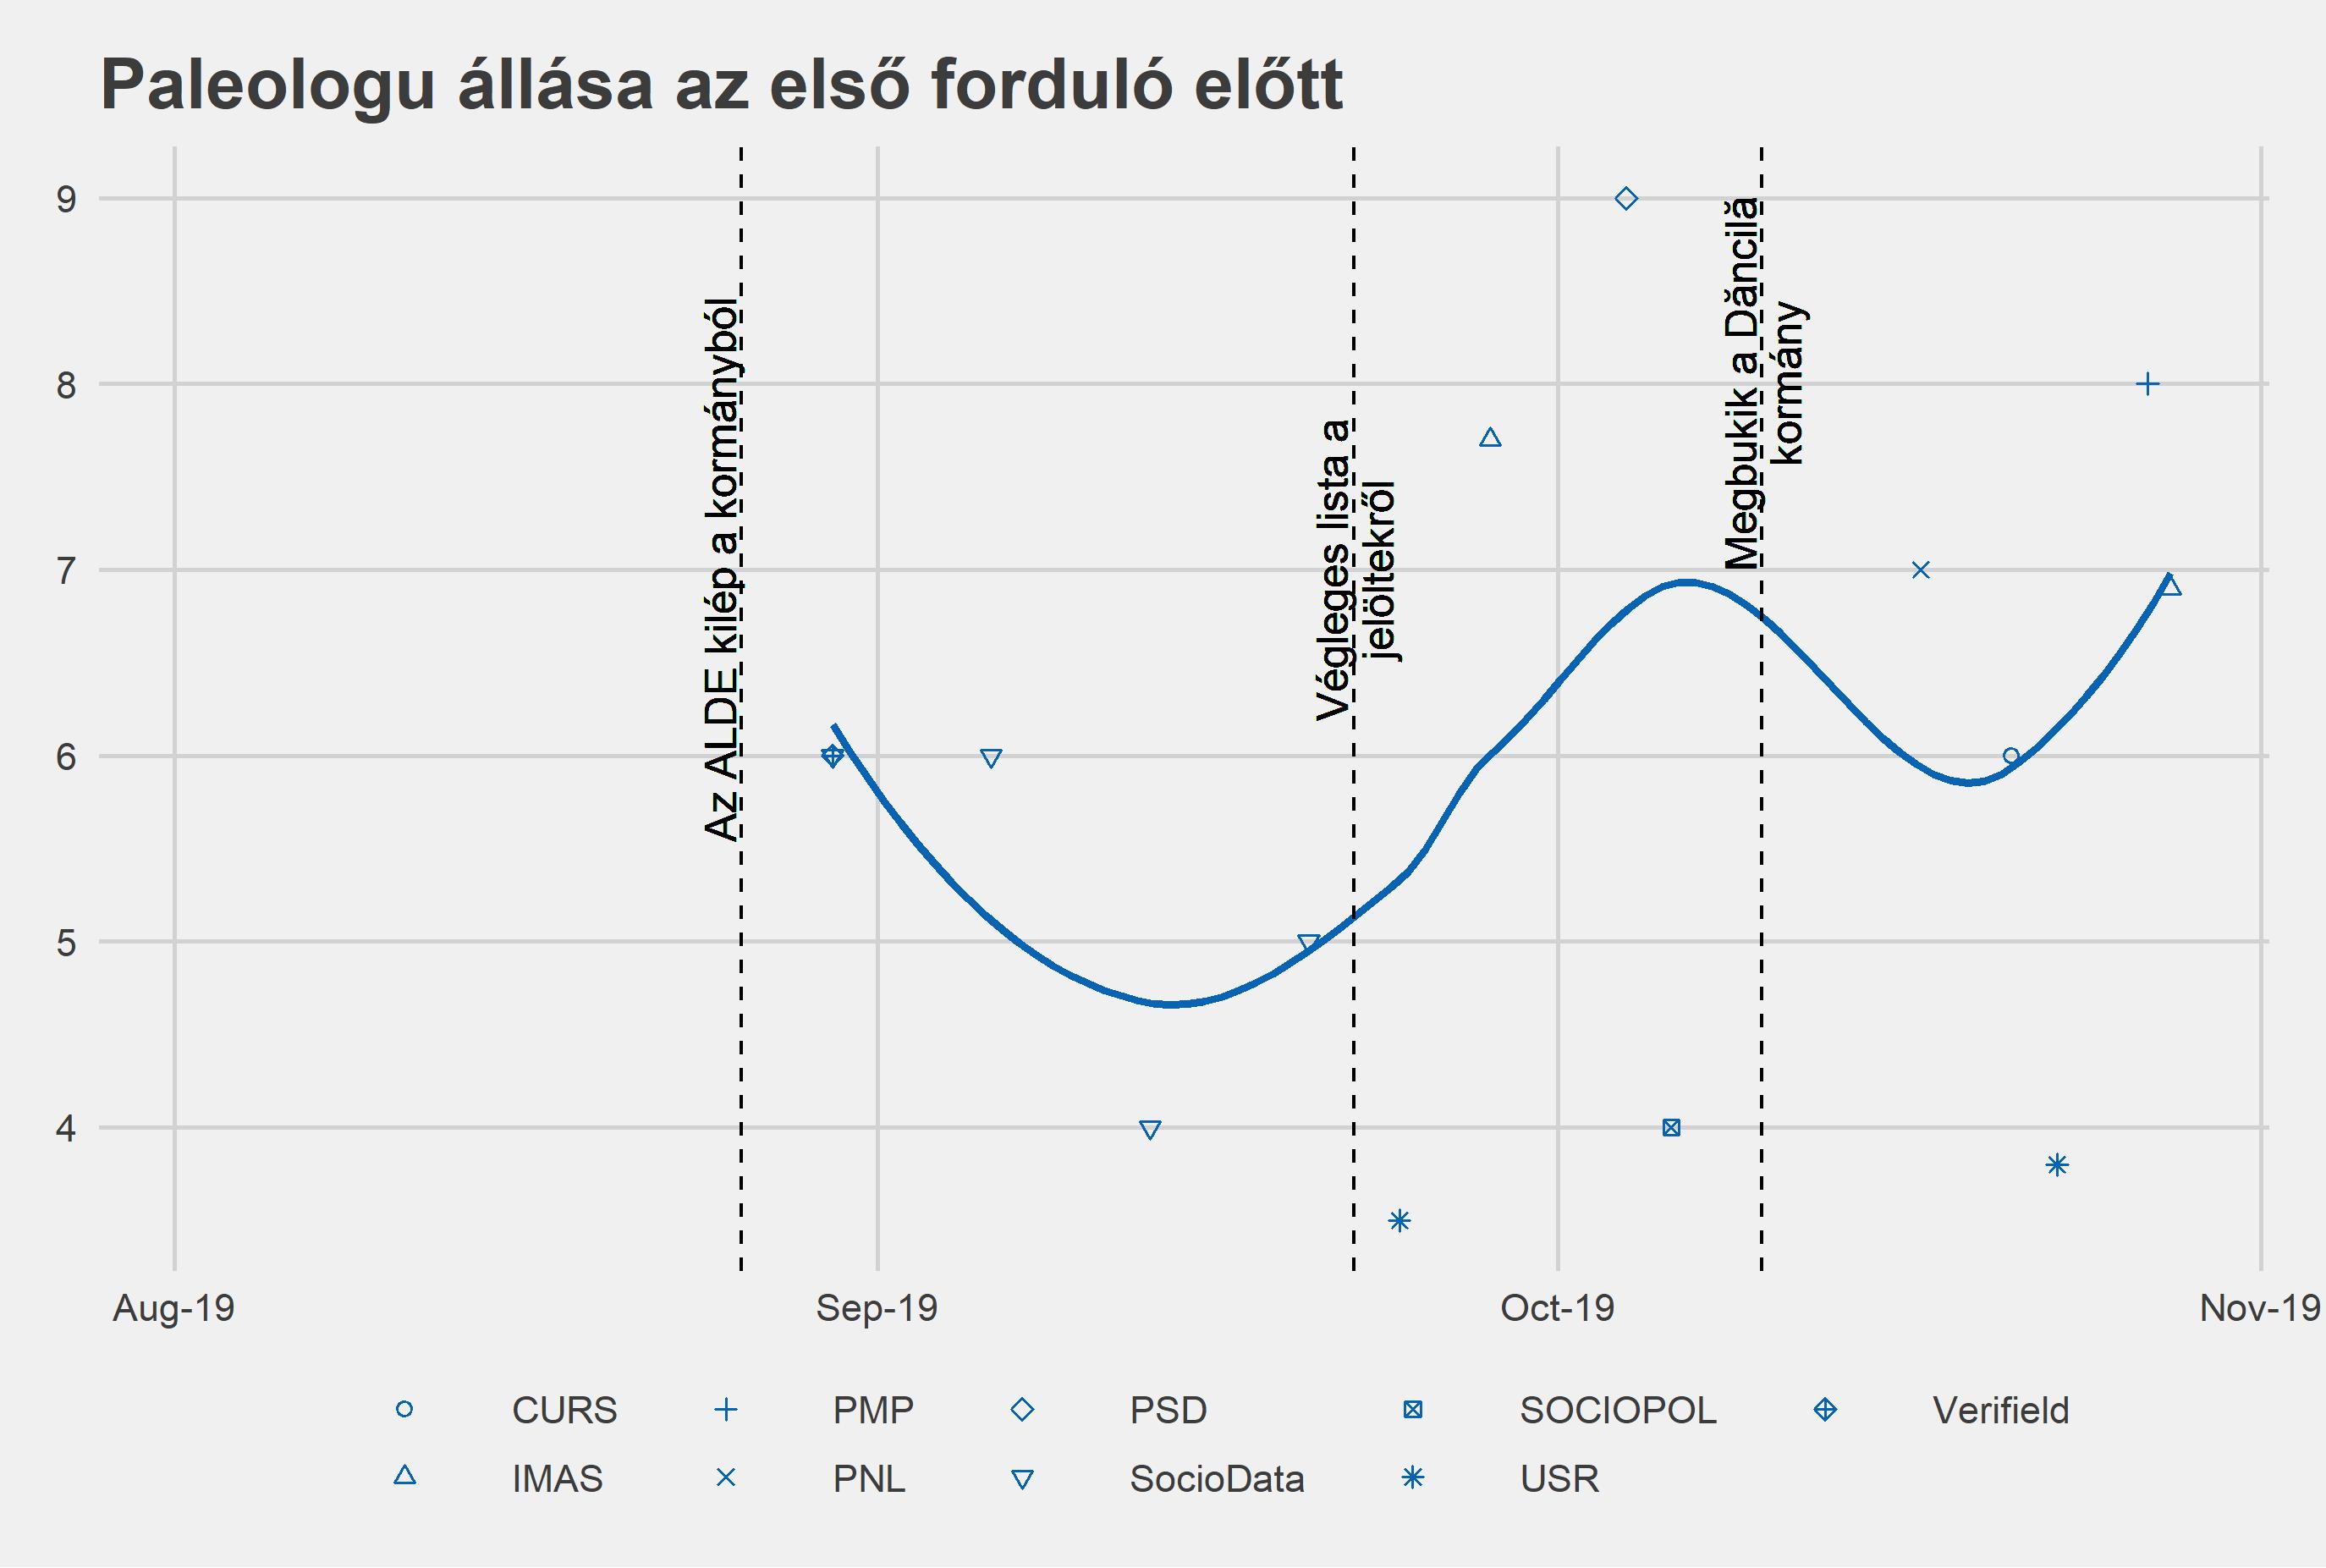 Paleologu állása az első forduló előtt
9
8
7
6
5
4
Az ALDE kilép a kormányból
Végleges lista a
jelöltekről
Megbukik a Dăncilă
kormány
Aug-19
Sep-19
Oct-19
Nov-19
CURS
PMP
PSD
SOCIOPOL
Verifield
IMAS
PNL
SocioData
USR